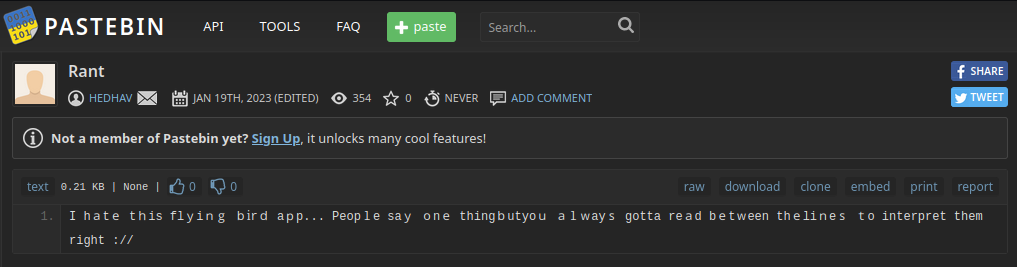 PASTEBIN API TOOLS FAQ paste Search...
Rant
HEDHAV JAN 19TH, 2023 (EDITED) 354 0 NEVER ADD COMMENT
SHARE
TWEET
Not a member of Pastebin yet? Sign Up, it unlocks many cool features!
text 0.21 KB | None | 0 0 raw download clone embed print report
1. I hate this flying bird app... People say one thingbutyou always gotta read between thelines to interpret them
right ://